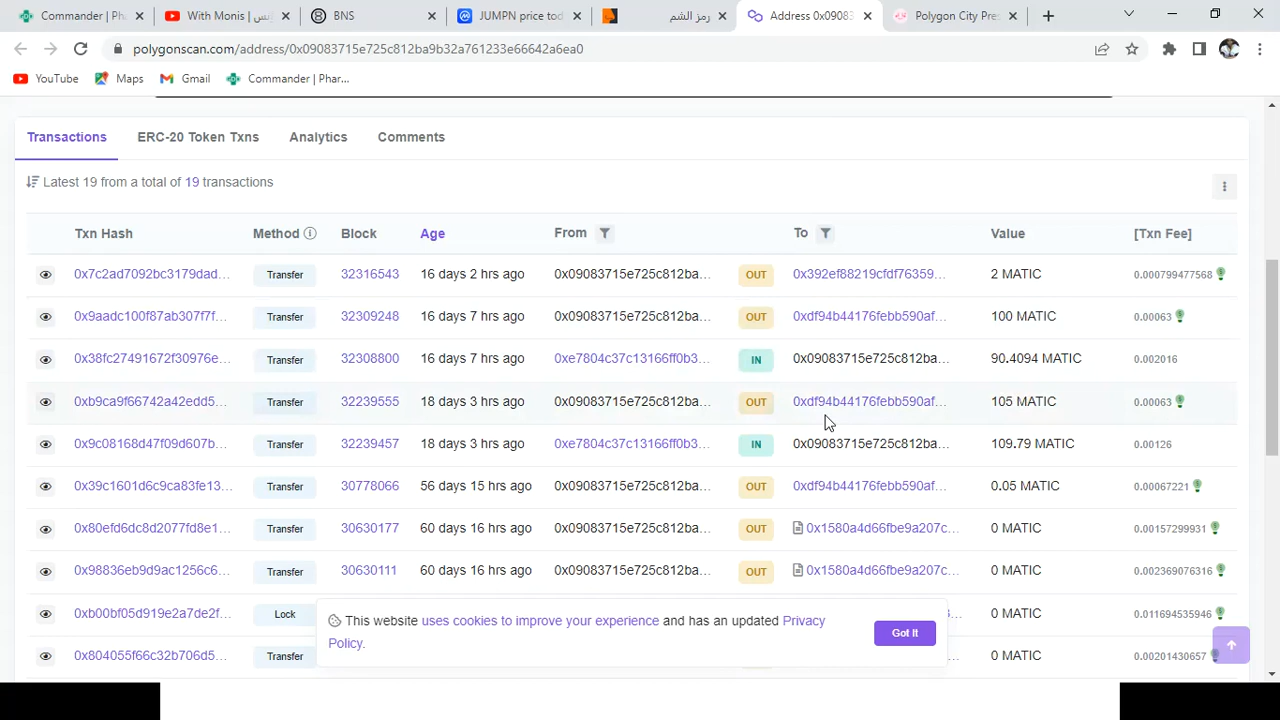 Commander | Pha
With Monis | يونس
BNS
JUMPN price tod
رمز الشم
Address 0x0908
Polygon City Pre
polygonscan.com/address/0x09083715e725c812ba9b32a761233e66642a6ea0
YouTube Maps Gmail Commander | Phar...
Transactions ERC-20 Token Txns Analytics Comments
Latest 19 from a total of 19 transactions
Txn Hash Method Block Age From To Value [Txn Fee]
0x7c2ad7092bc3179dad... Transfer 32316543 16 days 2 hrs ago 0x09083715e725c812ba... OUT 0x392ef88219cfdf76359... 2 MATIC 0.000799477568
0x9aadc100f87ab307f7f... Transfer 32309248 16 days 7 hrs ago 0x09083715e725c812ba... OUT 0xdf94b44176febb590af... 100 MATIC 0.00063
0x38fc27491672f30976e... Transfer 32308800 16 days 7 hrs ago 0xe7804c37c13166ff0b3... IN 0x09083715e725c812ba... 90.4094 MATIC 0.002016
0xb9ca9f66742a42edd5... Transfer 32239555 18 days 3 hrs ago 0x09083715e725c812ba... OUT 0xdf94b44176febb590af... 105 MATIC 0.00063
0x9c08168d47f09d607b... Transfer 32239457 18 days 3 hrs ago 0xe7804c37c13166ff0b3... IN 0x09083715e725c812ba... 109.79 MATIC 0.00126
0x39c1601d6c9ca83fe13... Transfer 30778066 56 days 15 hrs ago 0x09083715e725c812ba... OUT 0xdf94b44176febb590af... 0.05 MATIC 0.00067221
0x80efd6dc8d2077fd8e1... Transfer 30630177 60 days 16 hrs ago 0x09083715e725c812ba... OUT 0x1580a4d66fbe9a207c... 0 MATIC 0.00157299931
0x98836eb9d9ac1256c6... Transfer 30630111 60 days 16 hrs ago 0x09083715e725c812ba... OUT 0x1580a4d66fbe9a207c... 0 MATIC 0.002369076316
0xb00bf05d919e2a7de2f... Lock 0 MATIC 0.011694535946
This website uses cookies to improve your experience and has an updated Privacy
Policy.
Got It
0x804055f66c32b706d5... Transfer 0 MATIC 0.00201430657